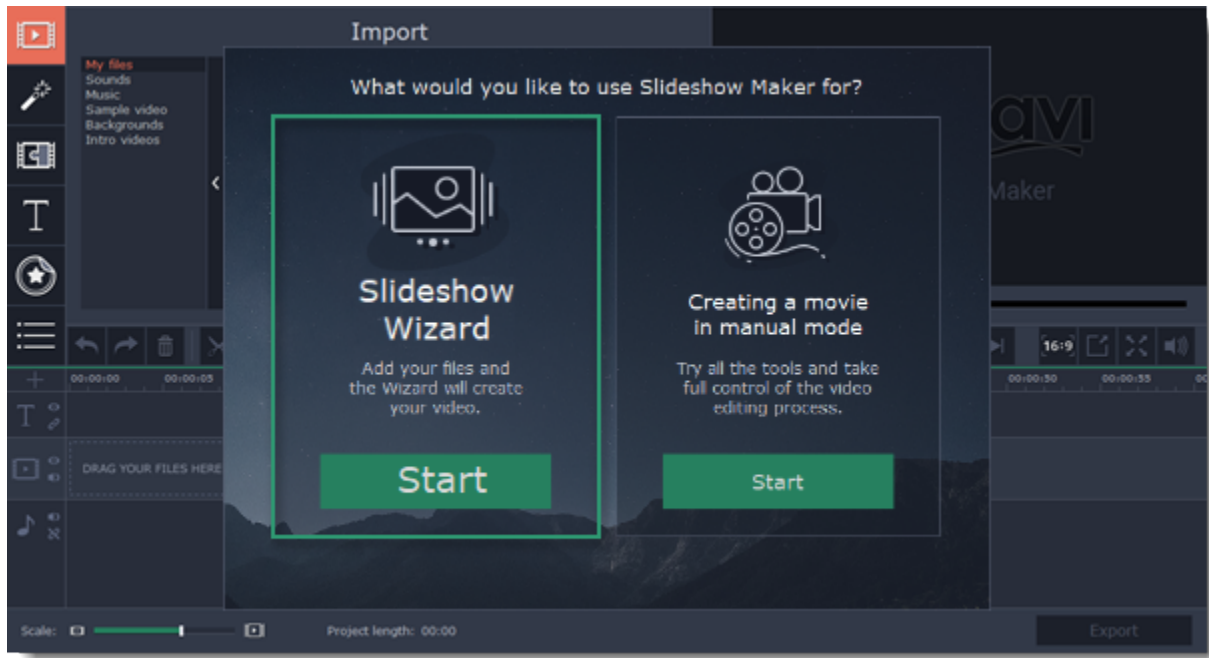 Import
My files
Sounds
Music
Sample video
Backgrounds
Intro videos
What would you like to use Slideshow Maker for?
Slideshow
Wizard
Add your files and
the Wizard will create
your video.
Start
Creating a movie
in manual mode
Try all the tools and take
full control of the video
editing process.
Start
avi
Maker
16:9
00:00:00
00:00:05
00:00:50
00:00:55
T
DRAG YOUR FILES HERE
Scale:
Project length: 00:00
Export